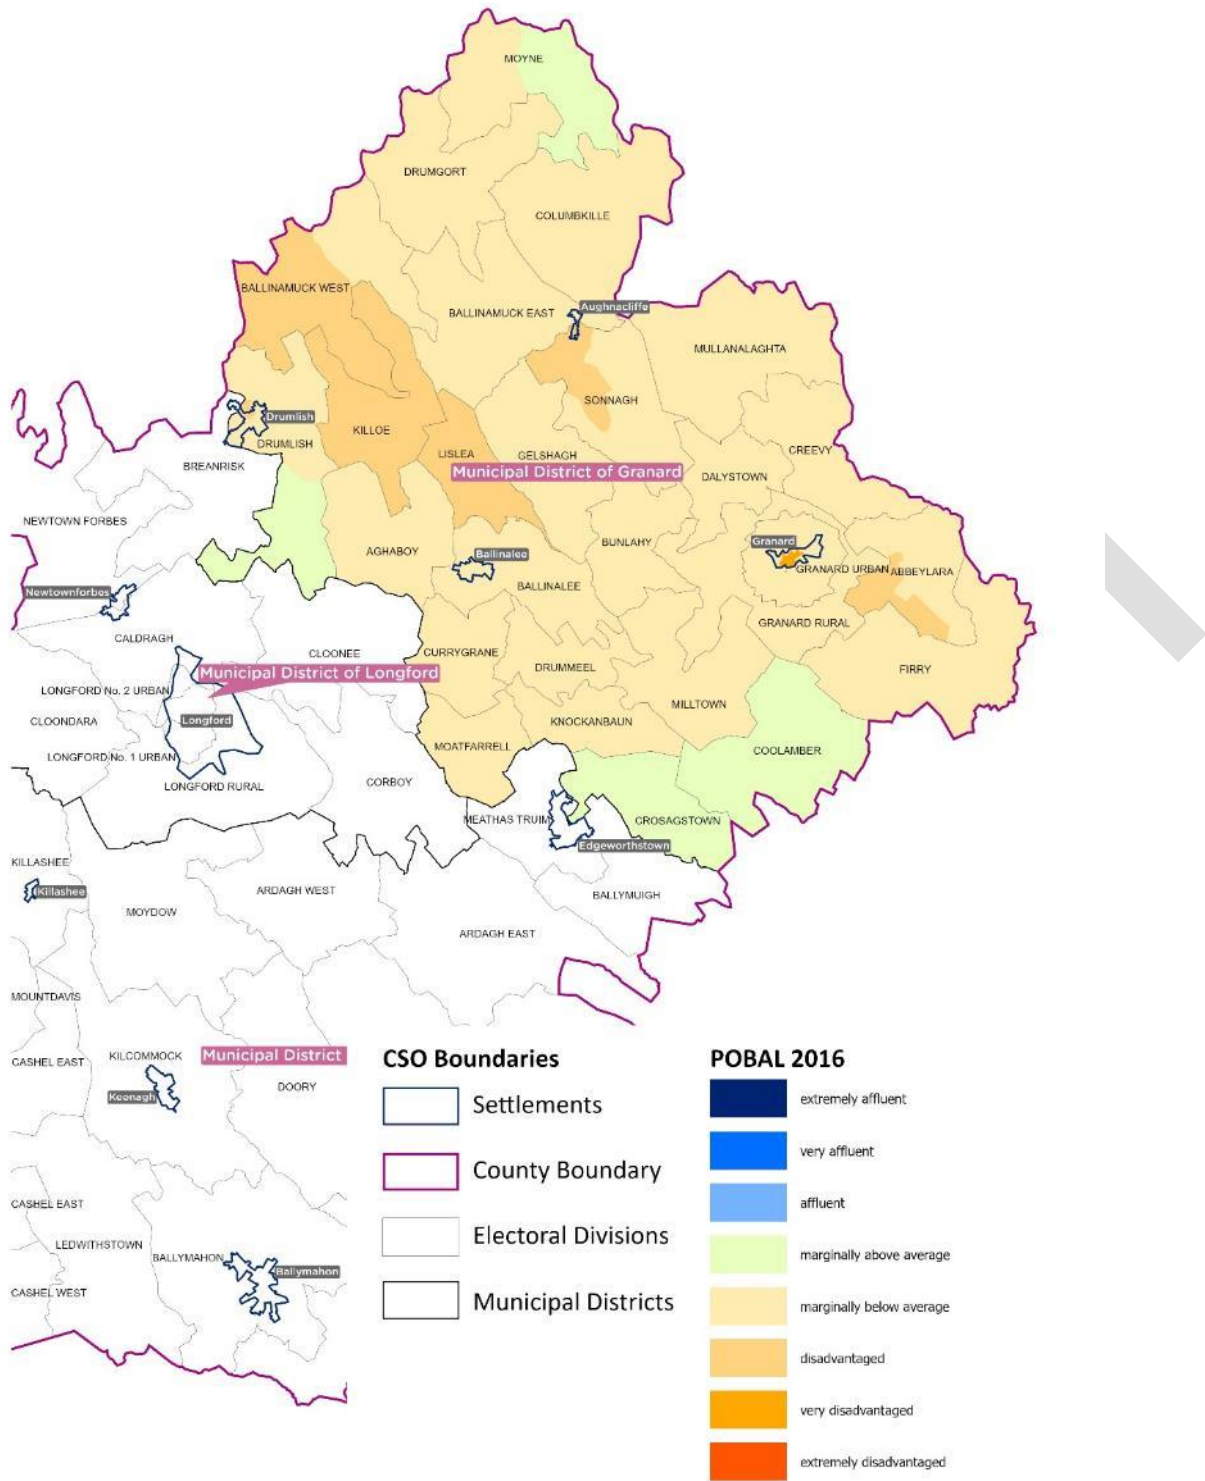 MOYNE
DRUMGORT
COLUMBKILLE
BALLINAMUCK WEST
BALLINAMUCK EAST
Aughnacliffe
MULLANALAGHTA
SONNAGH
Drumlish
KILLOE
DRUMLISH
LISLEA
GELSHAGH
CREEVY
BREANRISK
Municipal District of Granard
DALYSTOWN
NEWTOWN FORBES
Granard
BUNLAHY
AGHABOY
Ballinalee
GRANARD URBAN
ABBEYLARA
BALLINALEE
Newtownforbes
GRANARD RURAL
CALDRAGH
CLOONEE
CURRYGRANE
DRUMMEEL
FIRRY
Municipal District of Longford
LONGFORD No. 2 URBAN
MILLTOWN
CLOONDARA
Longford
KNOCKANBAUN
MOATFARRELL
COOLAMBER
LONGFORD No. 1 URBAN
LONGFORD RURAL
CORBOY
MEATHAS TRUIM
CROSAGSTOWN
Edgeworthstown
KILLASHEE
Killashee
ARDAGH WEST
BALLYMUIGH
MOYDOW
ARDAGH EAST
MOUNTDAVIS
CASHEL EAST
KILCOMMOCK
Municipal District
DOORY
Keenagh
CASHEL EAST
LEDWITHSTOWN
BALLYMAHON
Ballymahon
CASHEL WEST
CSO Boundaries
Settlements
County Boundary
Electoral Divisions
Municipal Districts
POBAL 2016
extremely affluent
very affluent
affluent
marginally above average
marginally below average
disadvantaged
very disadvantaged
extremely disadvantaged